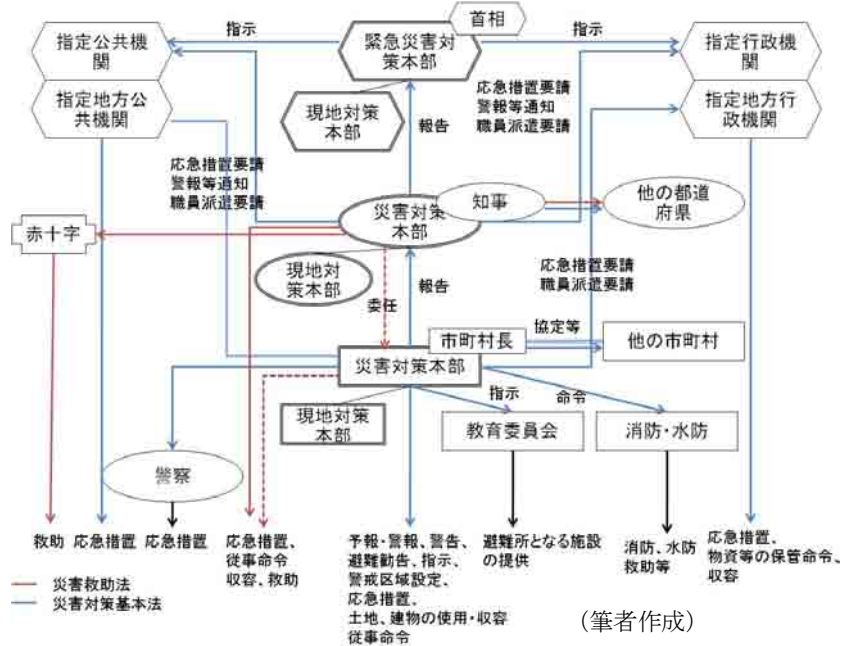 首相
指定公共機
関
指示
緊急災害対
策本部
指示
指定行政機
関
指定地方公
共機関
現地対策
本部
報告
応急措置要請
警報等通知
職員派遣要請
指定地方行
政機関
応急措置要請
警報等通知
職員派遣要請
災害対策
本部
知事
他の都道
府県
赤十字
現地対
策本部
委任
報告
応急措置要請
職員派遣要請
市町村長
協定等
他の市町村
災害対策本部
現地対策
本部
指示
命令
教育委員会
消防・水防
警察
救助
応急措置
応急措置
応急措置、
従事命令
収容、救助
予報・警報、警告、
避難勧告、指示、
警戒区域設定、
応急措置、
土地、建物の使用・収容
従事命令
避難所となる施設
の提供
消防、水防
救助等
応急措置、
物資等の保管命令、
収容
災害救助法
災害対策基本法
（筆者作成）